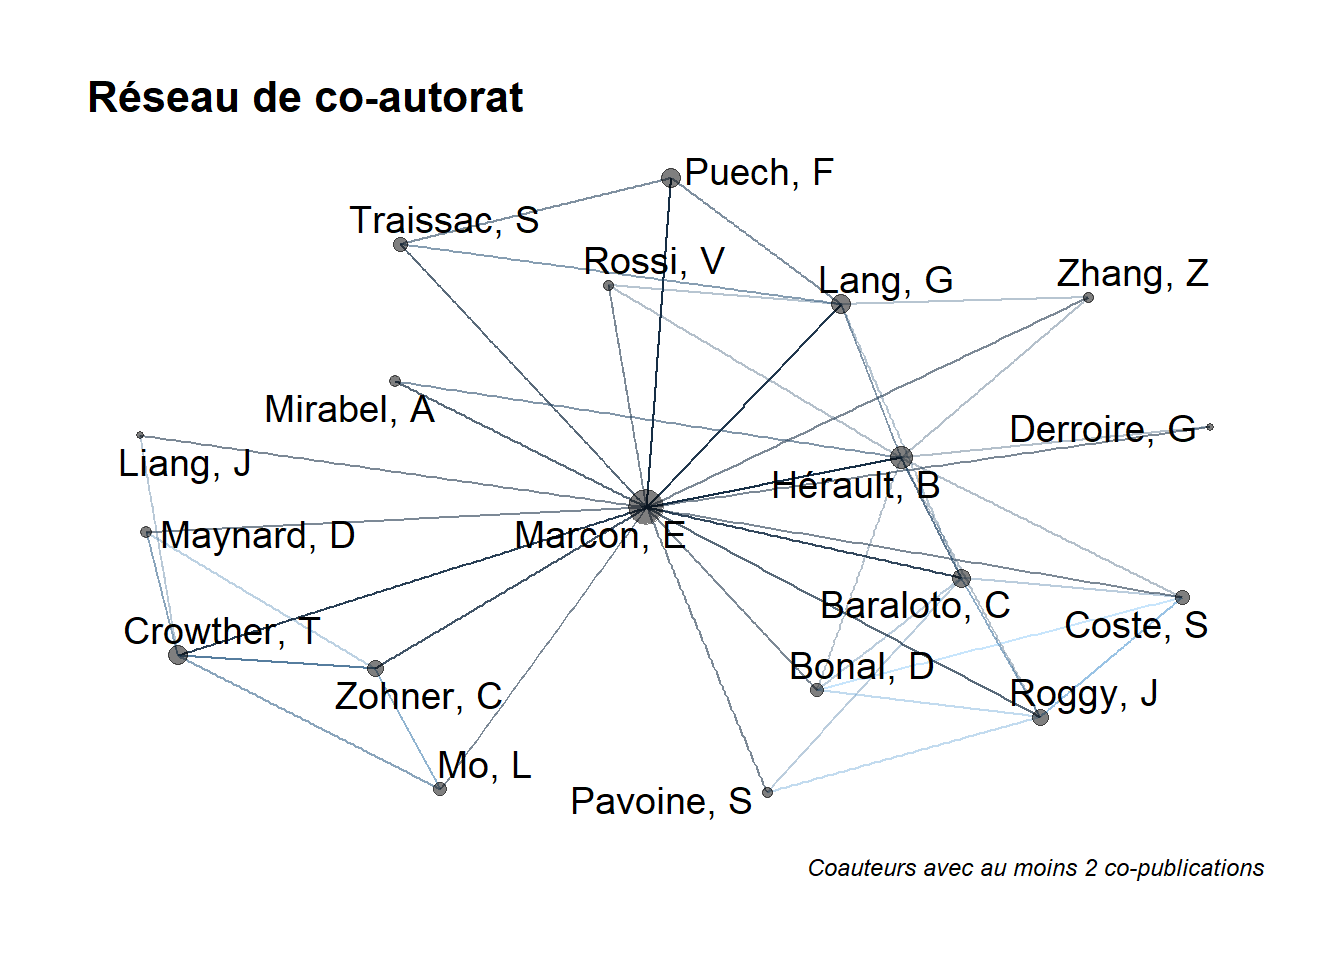 Réseau de co-autorat
Puech, F
Traissac, S
Rossi, V
Lang, G
Zhang, Z
Mirabel, A
Derroire, G
Liang, J
Hérault, B
Maynard, D
Marcon, E
Baraloto, C
Coste, S
Crowther, T
Bonal, D
Zohner, C
Roggy, J
Mo, L
Pavoine, S
Coauteurs avec au moins 2 co-publications